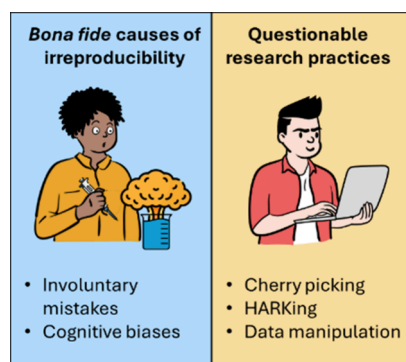 Bona fide causes of
irreproducibility
• Involuntary
mistakes
• Cognitive biases
Questionable
research practices
• Cherry picking
• HARKing
• Data manipulation